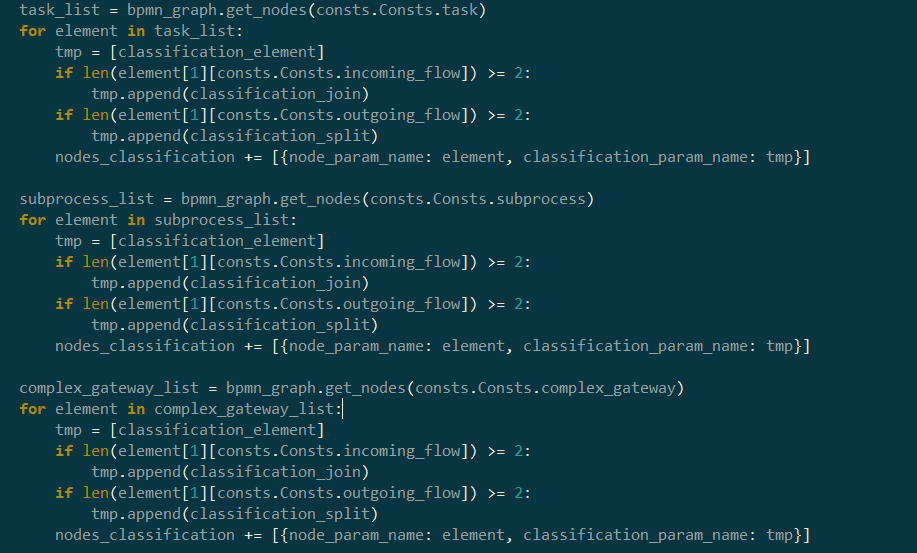 task_list = bpmn_graph.get_nodes(consts.Consts.task)
for element in task_list:
    tmp = [classification_element]
    if len(element[1][consts.Consts.incoming_flow]) >= 2:
        tmp.append(classification_join)
    if len(element[1][consts.Consts.outgoing_flow]) >= 2:
        tmp.append(classification_split)
    nodes_classification += [{node_param_name: element, classification_param_name: tmp}]

subprocess_list = bpmn_graph.get_nodes(consts.Consts.subprocess)
for element in subprocess_list:
    tmp = [classification_element]
    if len(element[1][consts.Consts.incoming_flow]) >= 2:
        tmp.append(classification_join)
    if len(element[1][consts.Consts.outgoing_flow]) >= 2:
        tmp.append(classification_split)
    nodes_classification += [{node_param_name: element, classification_param_name: tmp}]

complex_gateway_list = bpmn_graph.get_nodes(consts.Consts.complex_gateway)
for element in complex_gateway_list:
    tmp = [classification_element]
    if len(element[1][consts.Consts.incoming_flow]) >= 2:
        tmp.append(classification_join)
    if len(element[1][consts.Consts.outgoing_flow]) >= 2:
        tmp.append(classification_split)
    nodes_classification += [{node_param_name: element, classification_param_name: tmp}]